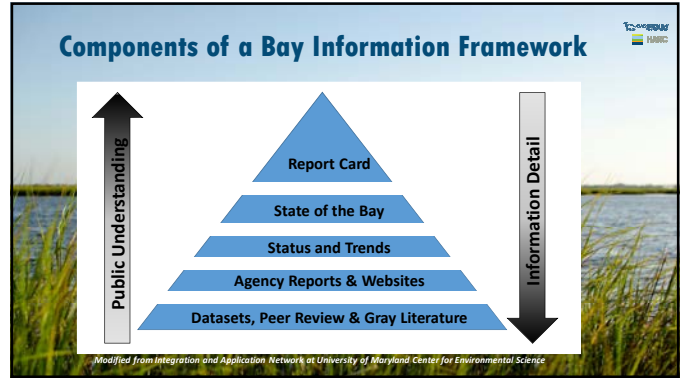 Components of a Bay Information Framework
HARC
Public Understanding
Report Card
State of the Bay
Status and Trends
Agency Reports & Websites
Datasets, Peer Review & Gray Literature
Information Detail
Modified from Integration and Application Network at University of Maryland Center for Environmental Science